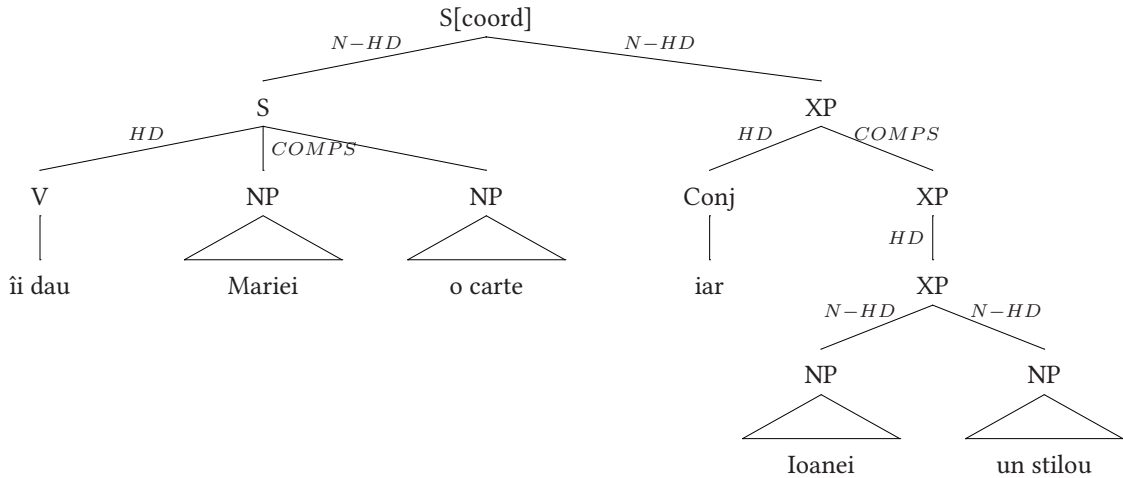 S[coord]
N−HD N−HD
S XP
HD COMPS HD COMPS
V NP NP Conj XP
HD
îi dau Mariei o carte iar XP
N−HD N−HD
NP NP
Ioanei un stilou